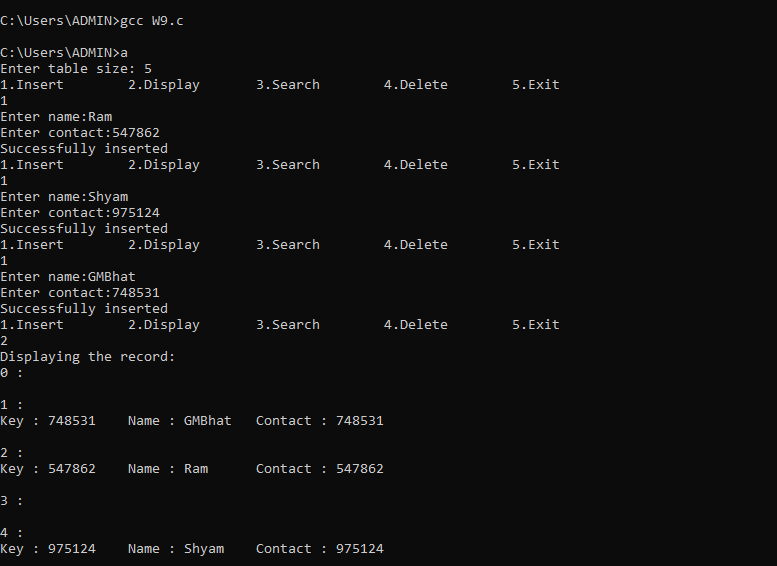 C:\Users\ADMIN>gcc W9.c
C:\Users\ADMIN>a
Enter table size: 5
1.Insert        2.Display       3.Search        4.Delete        5.Exit
1
Enter name:Ram
Enter contact:547862
Successfully inserted
1.Insert        2.Display       3.Search        4.Delete        5.Exit
1
Enter name:Shyam
Enter contact:975124
Successfully inserted
1.Insert        2.Display       3.Search        4.Delete        5.Exit
1
Enter name:GMBhat
Enter contact:748531
Successfully inserted
1.Insert        2.Display       3.Search        4.Delete        5.Exit
2
Displaying the record:
0 :
1 :
Key : 748531    Name : GMBhat   Contact : 748531
2 :
Key : 547862    Name : Ram      Contact : 547862
3 :
4 :
Key : 975124    Name : Shyam    Contact : 975124